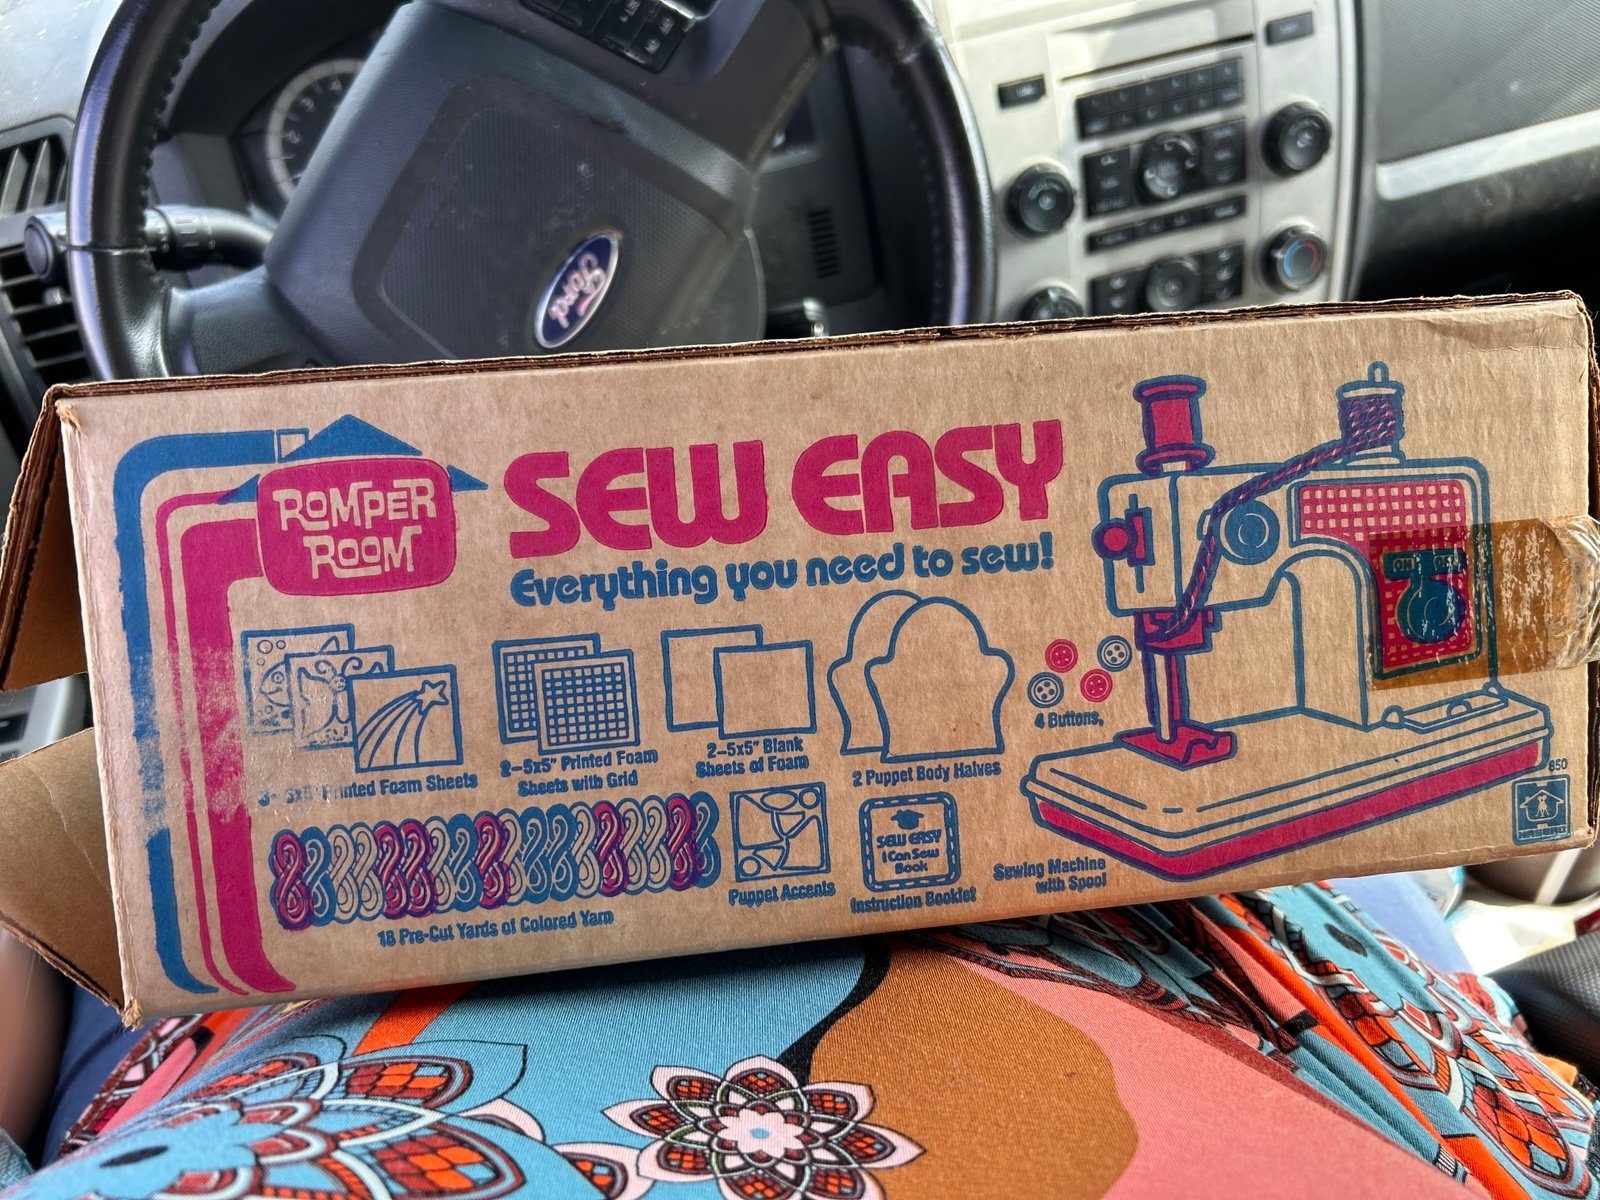 Ford
ROMPER
ROOM
SEW EASY
Everything you need to sew!
ON OFF
Printed Foam Sheets
2-5x5" Printed Foam
Sheets with Grid
2-5x5" Blank
Sheets of Foam
2 Puppet Body Halves
4 Buttons,
18 Pre-Cut Yards of Colored Yarn
Puppet Accents
SEW EASY
I Can Sew
Book
Instruction Booklet
Sewing Machine
with Spool
850
HASBRO